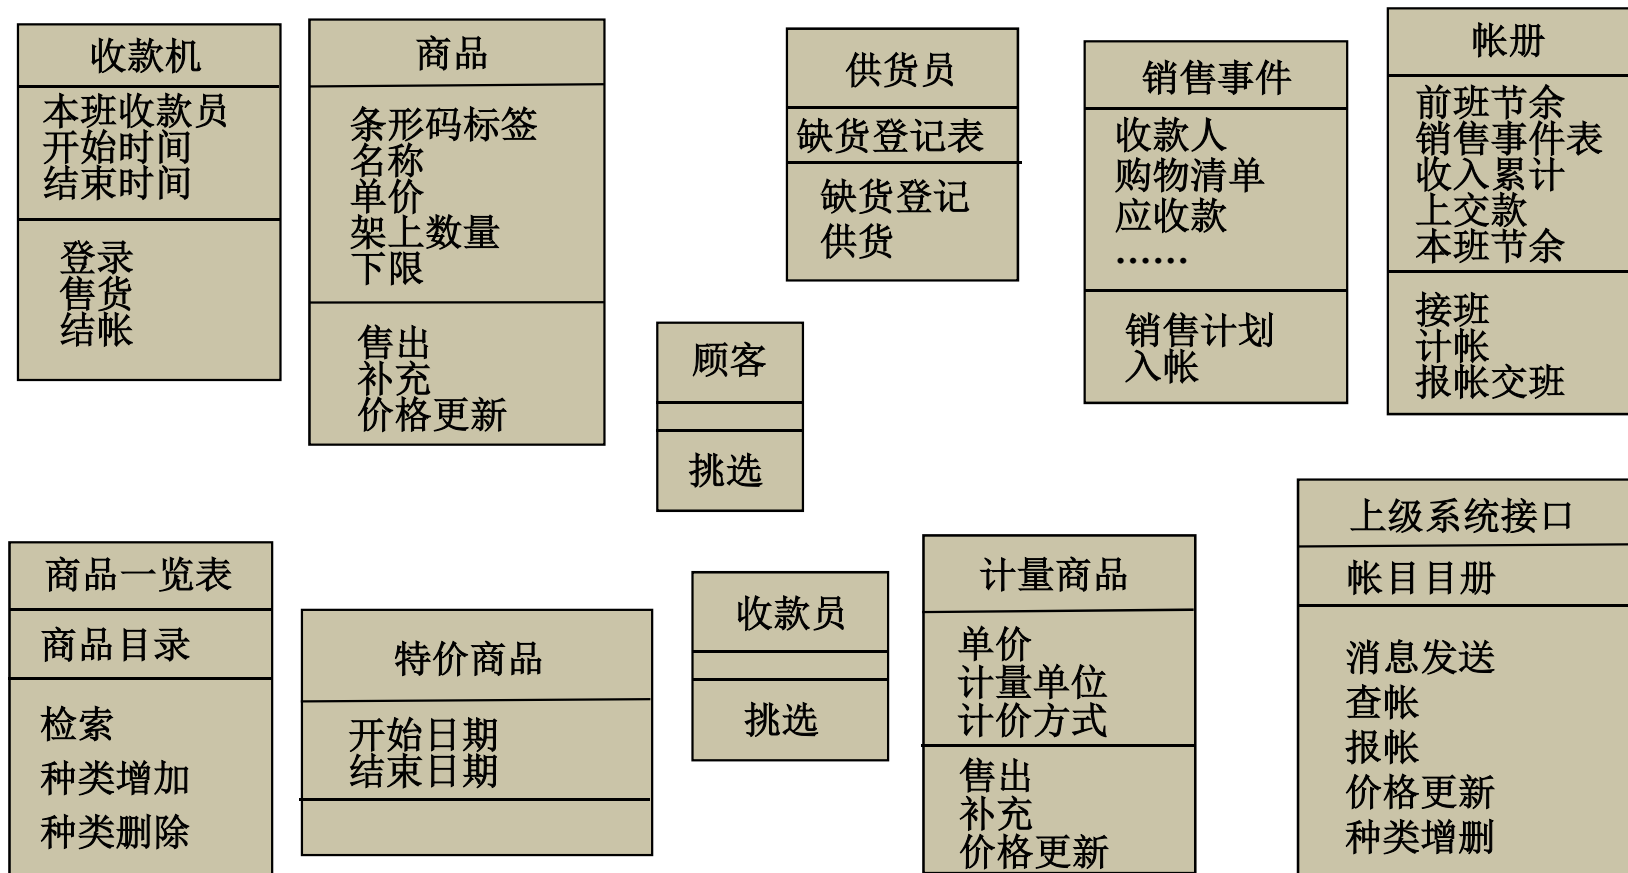 收款机
本班收款员
开始时间
结束时间
登录
售货
结帐
商品
条形码标签
名称
单价
架上数量
下限
售出
补充
价格更新
顾客
挑选
供货员
缺货登记表
缺货登记
供货
销售事件
收款人
购物清单
应收款
……
销售计划
入帐
帐册
前班节余
销售事件表
收入累计
上交款
本班节余
接班
计帐
报帐交班
商品一览表
商品目录
检索
种类增加
种类删除
特价商品
开始日期
结束日期
收款员
挑选
计量商品
单价
计量单位
计价方式
售出
补充
价格更新
上级系统接口
帐目目册
消息发送
查帐
报帐
价格更新
种类增删